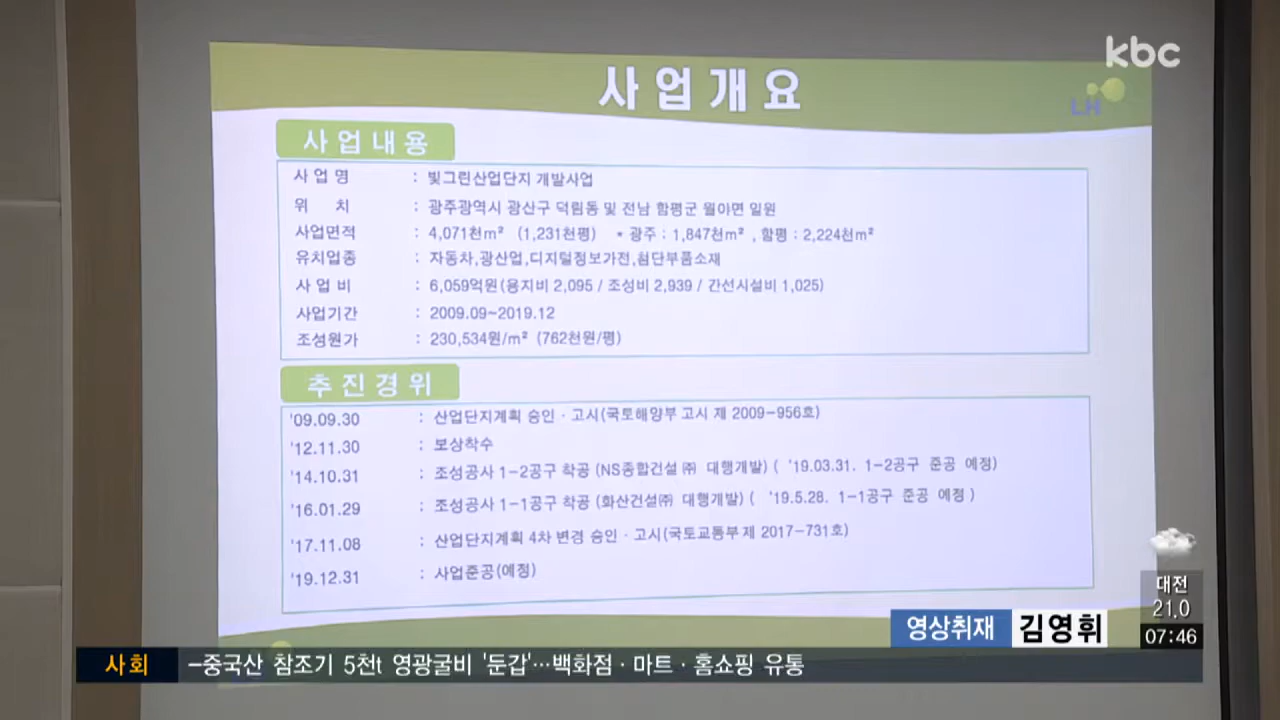 kbc
사업개요
LH
사업내용
사 업 명 : 빛그린산업단지 개발사업
위 치 : 광주광역시 광산구 덕림동 및 전남 함평군 월야면 일원
사업면적 : 4,071천m² (1,231천평) * 광주 : 1,847천m² , 함평 : 2,224천m²
유치업종 : 자동차,광산업,디지털정보가전,첨단부품소재
사 업 비 : 6,059억원(용지비 2,095 / 조성비 2,939 / 간선시설비 1,025)
사업기간 : 2009.09~2019.12
조성원가 : 230,534원/m² (762천원/평)
추진경위
'09.09.30 : 산업단지계획 승인·고시(국토해양부 고시 제 2009-956호)
'12.11.30 : 보상착수
'14.10.31 : 조성공사 1-2공구 착공 (NS종합건설㈜ 대행개발) ( '19.03.31. 1-2공구 준공 예정)
'16.01.29 : 조성공사 1-1공구 착공 (화산건설㈜ 대행개발) ( '19.5.28. 1-1공구 준공 예정 )
'17.11.08 : 산업단지계획 4차 변경 승인·고시(국토교통부 제 2017-731호)
'19.12.31 : 사업준공(예정)
영상취재 김영휘
대전
21.0
07:46
사회 -중국산 참조기 5천t 영광굴비 '둔갑'…백화점·마트·홈쇼핑 유통